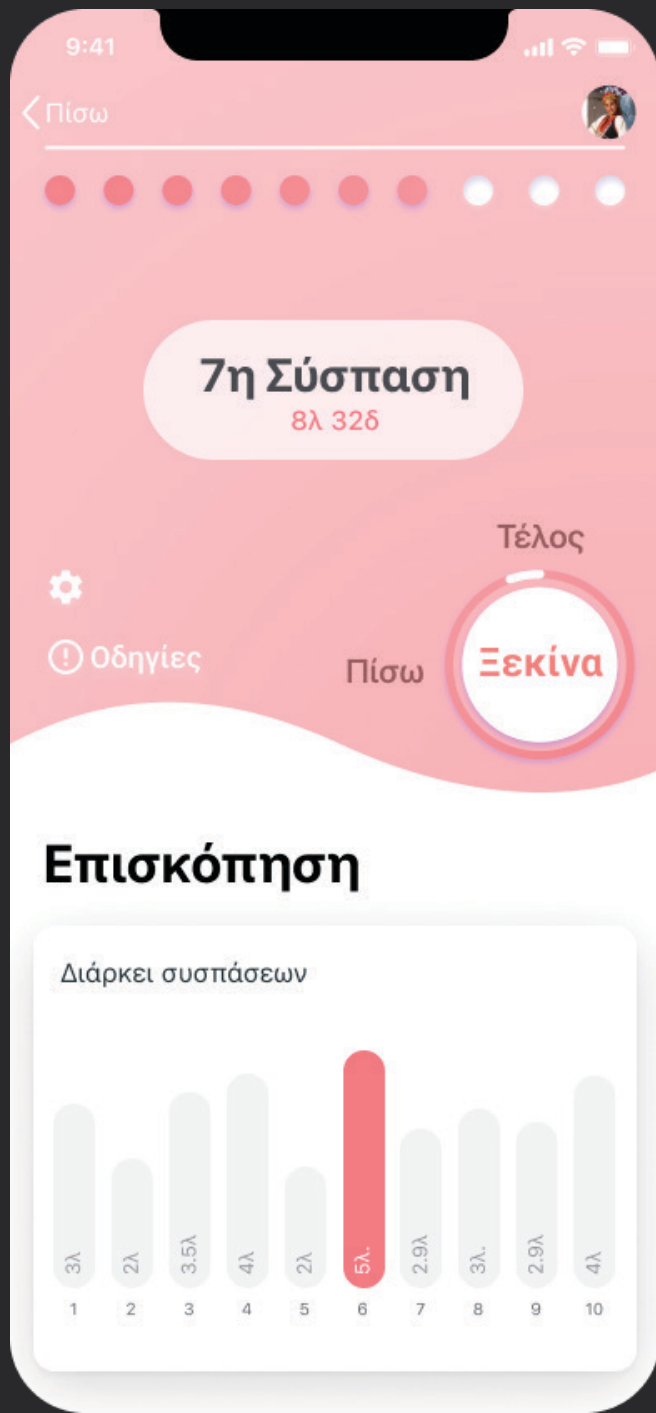 9:41
Πίσω
7η Σύσπαση
8λ 32δ
Τέλος
Οδηγίες
Πίσω
Ξεκίνα
Επισκόπηση
Διάρκει συσπάσεων
3λ 2λ 3.5λ 4λ 2λ 5λ. 2.9λ 3λ. 2.9λ 4λ
1 2 3 4 5 6 7 8 9 10